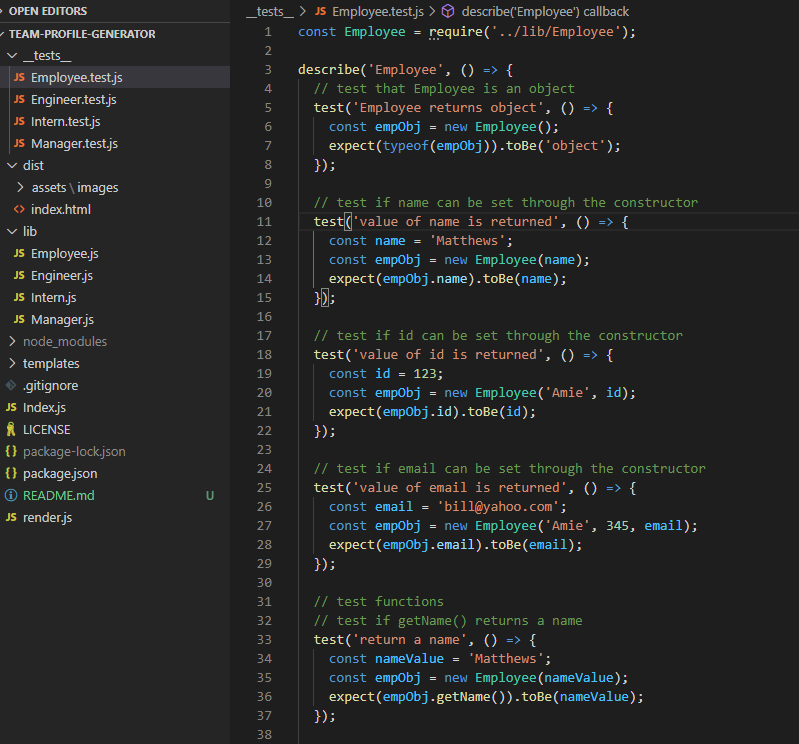 OPEN EDITORS
TEAM-PROFILE-GENERATOR
__tests__
JS Employee.test.js
JS Engineer.test.js
JS Intern.test.js
JS Manager.test.js
dist
assets \ images
<> index.html
lib
JS Employee.js
JS Engineer.js
JS Intern.js
JS Manager.js
node_modules
templates
.gitignore
JS Index.js
LICENSE
{} package-lock.json
{} package.json
README.md U
JS render.js
__tests__ > JS Employee.test.js > describe('Employee') callback
1 const Employee = require('../lib/Employee');
2
3 describe('Employee', () => {
4 // test that Employee is an object
5 test('Employee returns object', () => {
6 const empObj = new Employee();
7 expect(typeof(empObj)).toBe('object');
8 });
9
10 // test if name can be set through the constructor
11 test('value of name is returned', () => {
12 const name = 'Matthews';
13 const empObj = new Employee(name);
14 expect(empObj.name).toBe(name);
15 });
16
17 // test if id can be set through the constructor
18 test('value of id is returned', () => {
19 const id = 123;
20 const empObj = new Employee('Amie', id);
21 expect(empObj.id).toBe(id);
22 });
23
24 // test if email can be set through the constructor
25 test('value of email is returned', () => {
26 const email = 'bill@yahoo.com';
27 const empObj = new Employee('Amie', 345, email);
28 expect(empObj.email).toBe(email);
29 });
30
31 // test functions
32 // test if getName() returns a name
33 test('return a name', () => {
34 const nameValue = 'Matthews';
35 const empObj = new Employee(nameValue);
36 expect(empObj.getName()).toBe(nameValue);
37 });
38